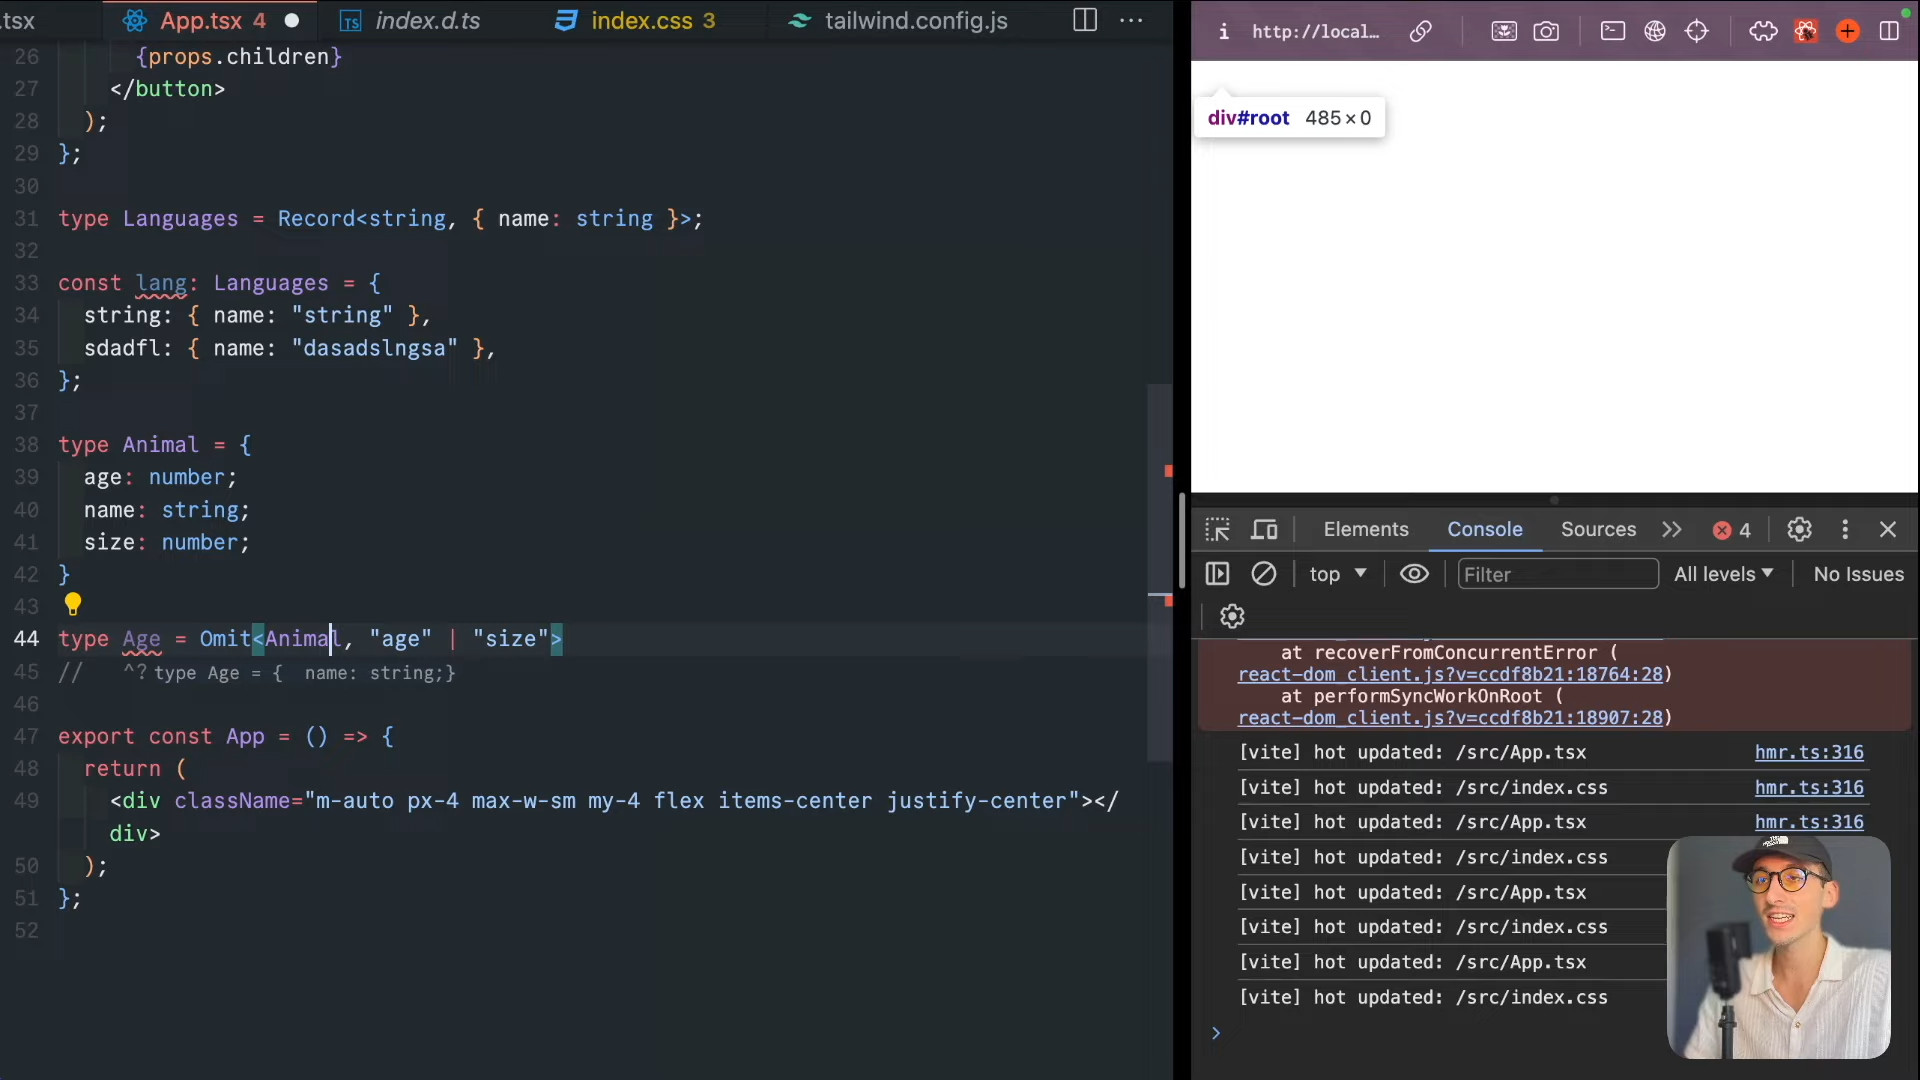 .tsx App.tsx 4 index.d.ts index.css 3 tailwind.config.js
26 {props.children}
27 </button>
28 );
29 };
30
31 type Languages = Record<string, { name: string }>;
32
33 const lang: Languages = {
34 string: { name: "string" },
35 sdadfl: { name: "dasadslngsa" },
36 };
37
38 type Animal = {
39 age: number;
40 name: string;
41 size: number;
42 }
43
44 type Age = Omit<Animal, "age" | "size">
45 // ^?type Age = { name: string;}
46
47 export const App = () => {
48 return (
49 <div className="m-auto px-4 max-w-sm my-4 flex items-center justify-center"></
div>
50 );
51 };
52
http://local…
div#root 485×0
Elements Console Sources 4
top Filter All levels No Issues
at recoverFromConcurrentError (
react-dom_client.js?v=ccdf8b21:18764:28)
at performSyncWorkOnRoot (
react-dom_client.js?v=ccdf8b21:18907:28)
[vite] hot updated: /src/App.tsx hmr.ts:316
[vite] hot updated: /src/index.css hmr.ts:316
[vite] hot updated: /src/App.tsx hmr.ts:316
[vite] hot updated: /src/index.css
[vite] hot updated: /src/App.tsx
[vite] hot updated: /src/index.css
[vite] hot updated: /src/App.tsx
[vite] hot updated: /src/index.css